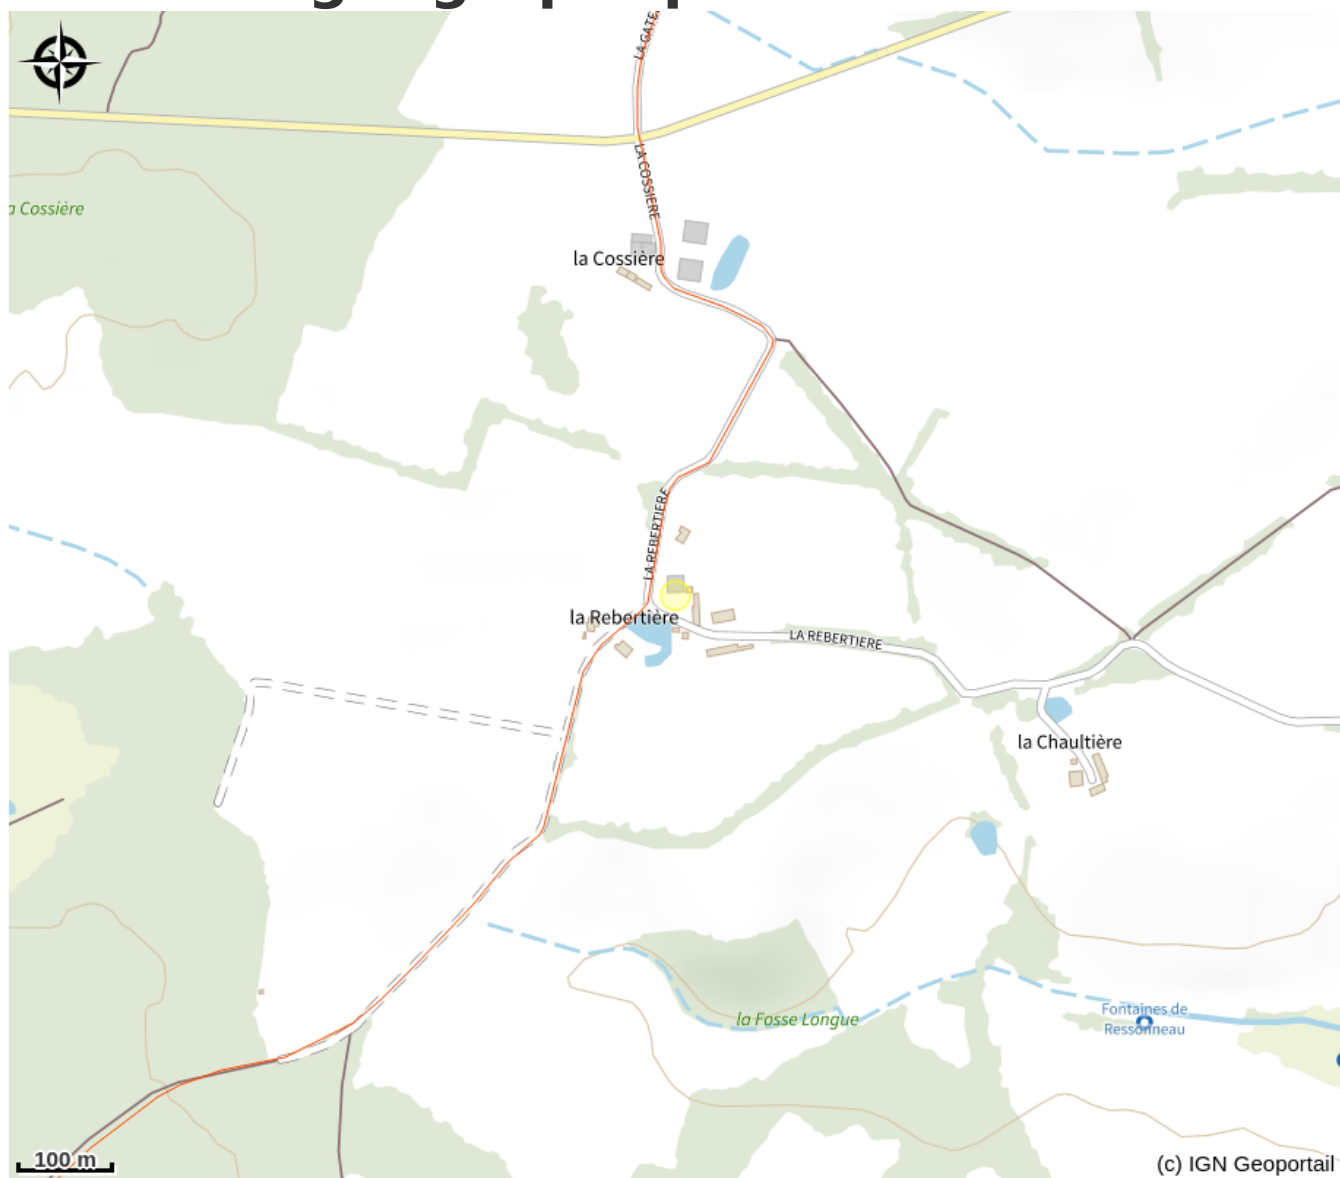 LA GATE
LA COSSIERE
a Cossière
la Cossière
LA REBERTIERE
la Rebertière
LA REBERTIERE
la Chaultière
la Fosse Longue
Fontaines de
Ressonneau
100 m
(c) IGN Geoportail